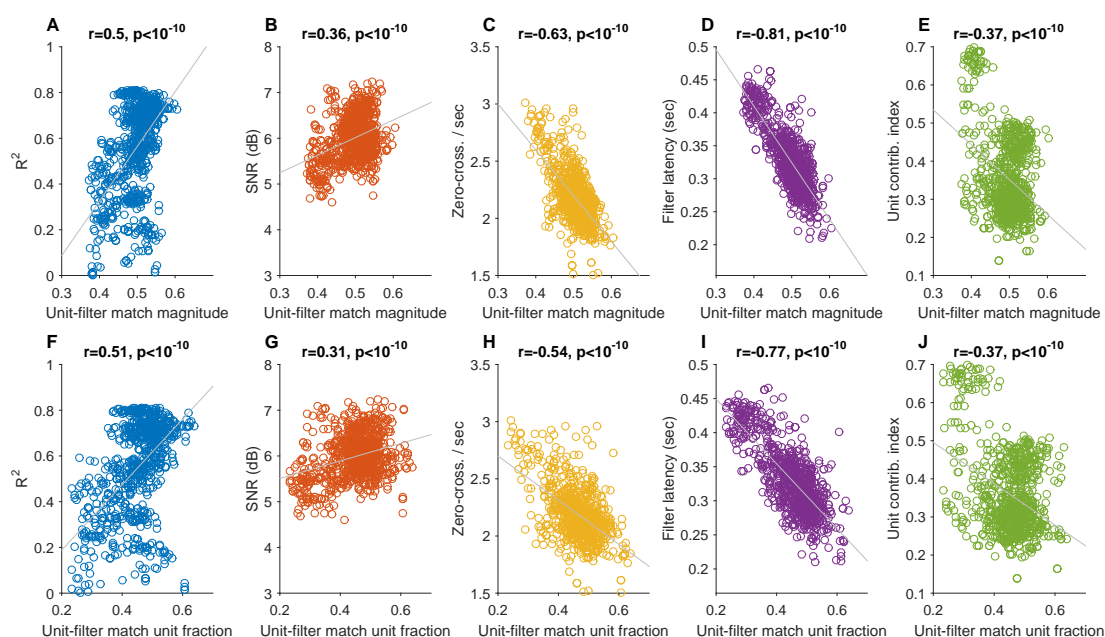 A r=0.5, p<10^-10
R^2
0 0.2 0.4 0.6 0.8 1
0.3 0.4 0.5 0.6
Unit-filter match magnitude
B r=0.36, p<10^-10
SNR (dB)
3 4 5 6 7 8
0.4 0.6
Unit-filter match magnitude
C r=-0.63, p<10^-10
Zero-cross. / sec
1.5 2 2.5 3 3.5
0.3 0.4 0.5 0.6
Unit-filter match magnitude
D r=-0.81, p<10^-10
Filter latency (sec)
0.2 0.25 0.3 0.35 0.4 0.45 0.5
0.3 0.4 0.5 0.6
Unit-filter match magnitude
E r=-0.37, p<10^-10
Unit contrib. index
0.1 0.2 0.3 0.4 0.5 0.6 0.7
0.3 0.4 0.5 0.6
Unit-filter match magnitude
F r=0.51, p<10^-10
R^2
0 0.2 0.4 0.6 0.8 1
0.2 0.4 0.6
Unit-filter match unit fraction
G r=0.31, p<10^-10
SNR (dB)
3 4 5 6 7 8
0.2 0.4 0.6
Unit-filter match unit fraction
H r=-0.54, p<10^-10
Zero-cross. / sec
1.5 2 2.5 3 3.5
0.2 0.4 0.6
Unit-filter match unit fraction
I r=-0.77, p<10^-10
Filter latency (sec)
0.2 0.25 0.3 0.35 0.4 0.45 0.5
0.2 0.4 0.6
Unit-filter match unit fraction
J r=-0.37, p<10^-10
Unit contrib. index
0.1 0.2 0.3 0.4 0.5 0.6 0.7
0.2 0.4 0.6
Unit-filter match unit fraction